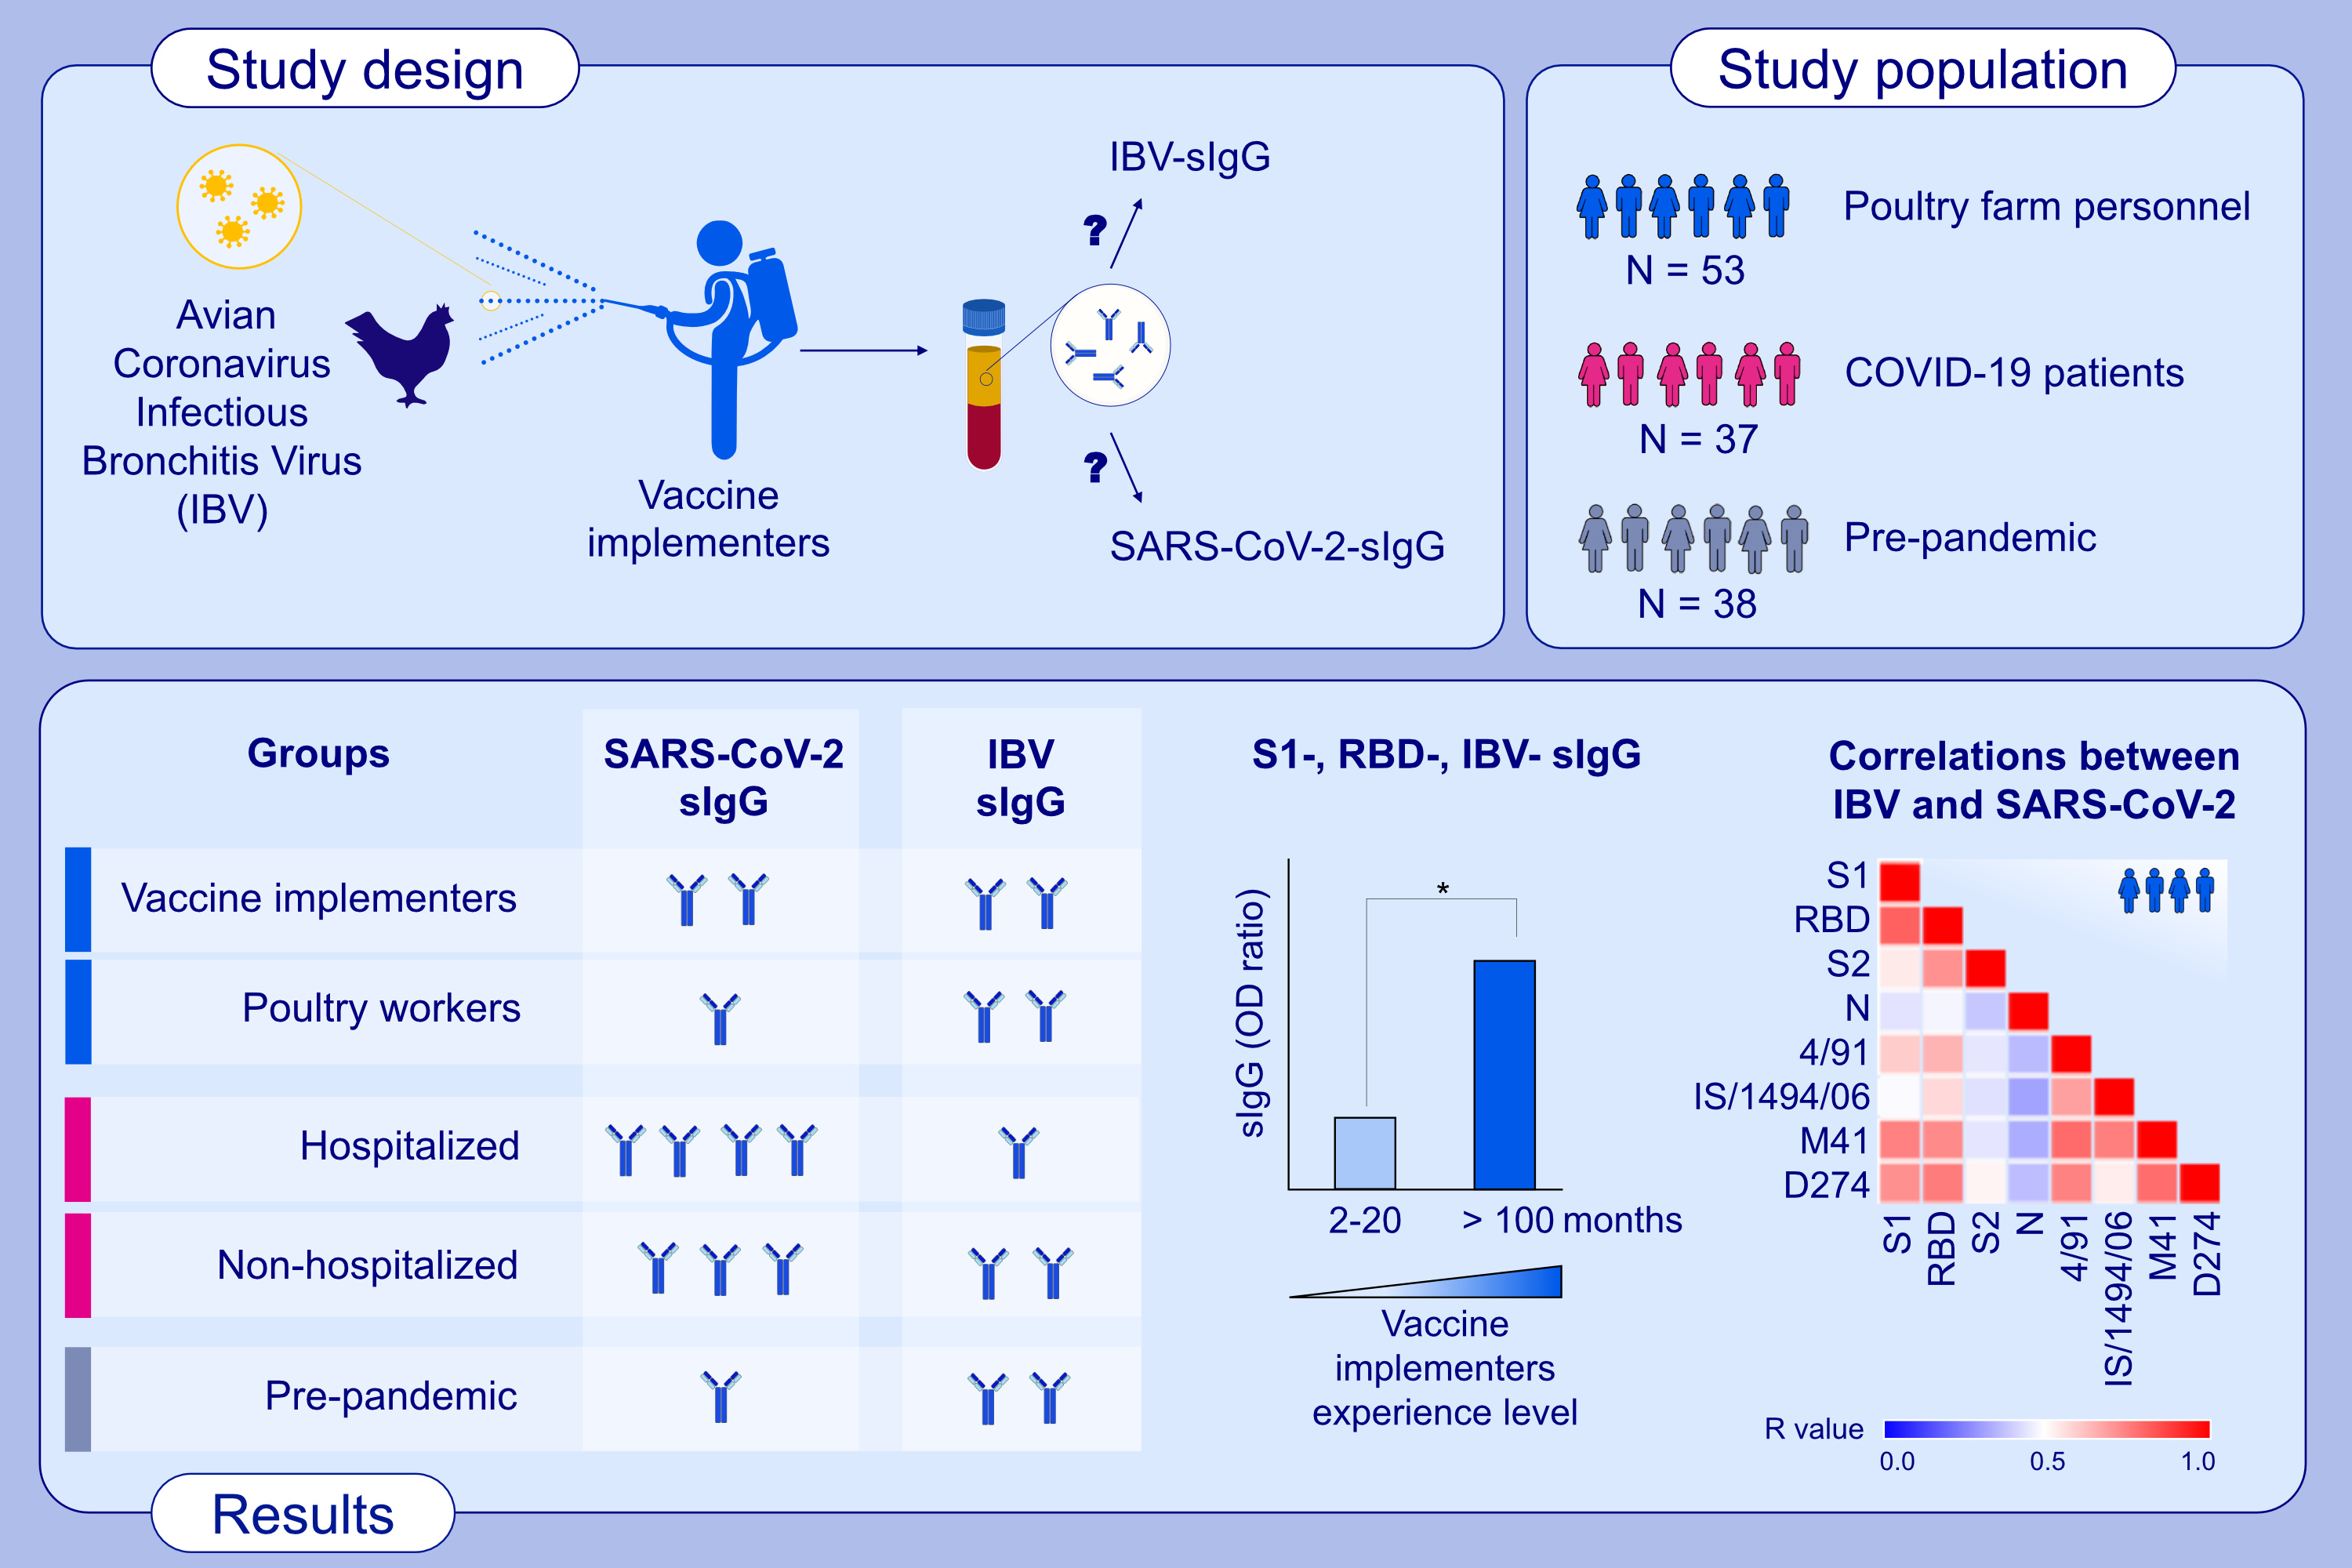 Study design
Avian
Coronavirus
Infectious
Bronchitis Virus
(IBV)
Vaccine
implementers
IBV-sIgG
?
?
SARS-CoV-2-sIgG
Study population
Poultry farm personnel
N = 53
COVID-19 patients
N = 37
Pre-pandemic
N = 38
Groups
SARS-CoV-2
sIgG
IBV
sIgG
Vaccine implementers
Poultry workers
Hospitalized
Non-hospitalized
Pre-pandemic
S1-, RBD-, IBV- sIgG
sIgG (OD ratio)
*
2-20
> 100 months
Vaccine
implementers
experience level
Correlations between
IBV and SARS-CoV-2
S1
RBD
S2
N
4/91
IS/1494/06
M41
D274
S1
RBD
S2
N
4/91
IS/1494/06
M41
D274
R value
0.0
0.5
1.0
Results